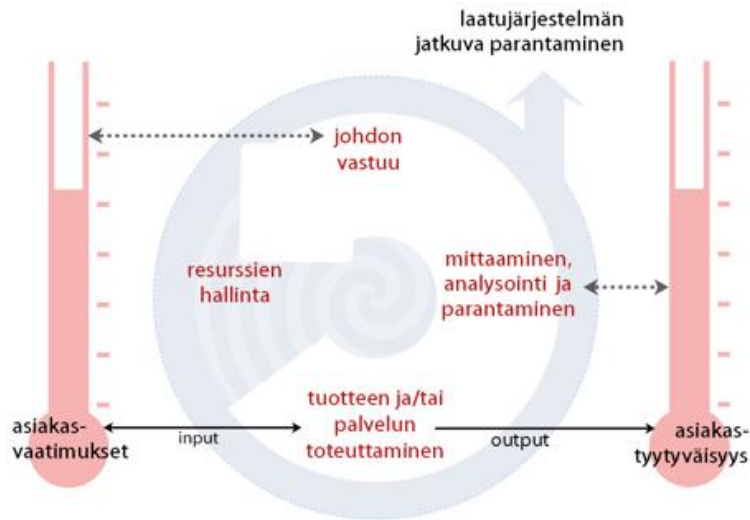 laatujärjestelmän
jatkuva parantaminen
johdon
vastuu
resurssien
hallinta
mittaaminen,
analysointi ja
parantaminen
asiakas-
vaatimukset
input
tuotteen ja/tai
palvelun
toteuttaminen
output
asiakas-
tyytyväisyys